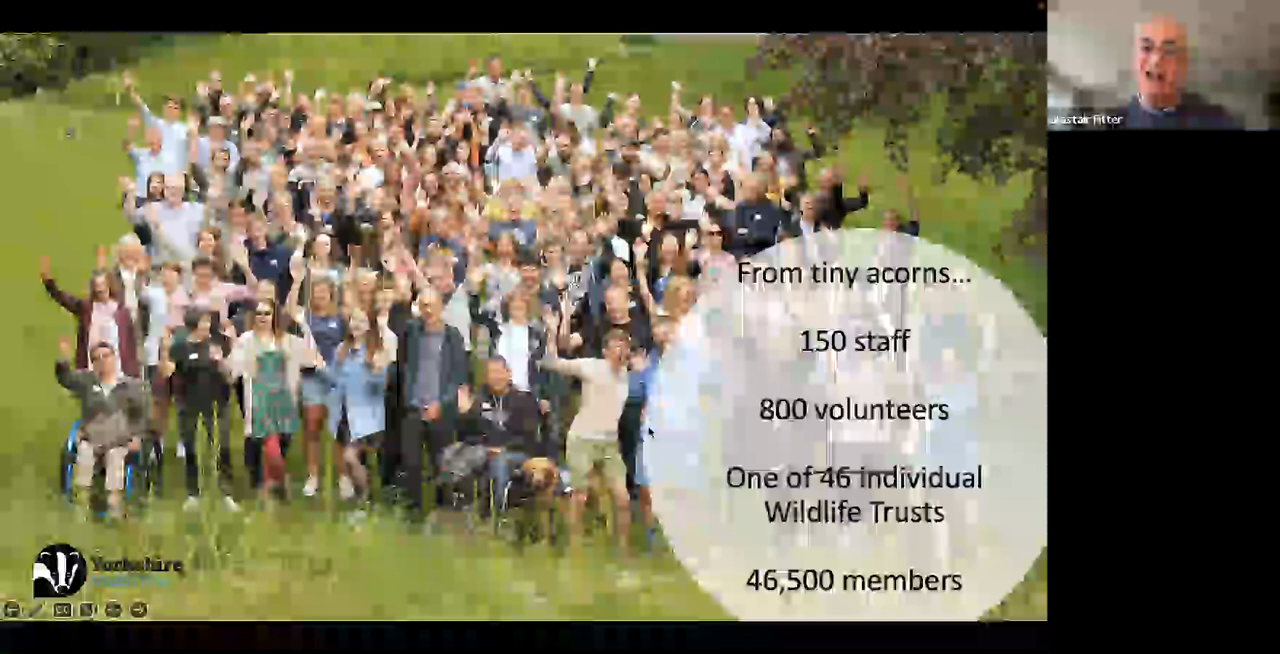 From tiny acorns...
150 staff
800 volunteers
One of 46 individual
Wildlife Trusts
46,500 members
Yorkshire
Alastair Fitter